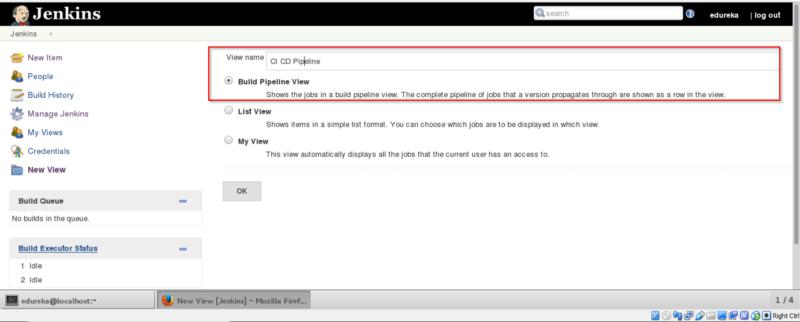 Jenkins
search
edureka
| log out
Jenkins
New Item
People
Build History
Manage Jenkins
My Views
Credentials
New View
Build Queue
No builds in the queue.
Build Executor Status
1 Idle
2 Idle
View name
CI CD Pipeline
Build Pipeline View
Shows the jobs in a build pipeline view. The complete pipeline of jobs that a version propagates through are shown as a row in the view.
List View
Shows items in a simple list format. You can choose which jobs are to be displayed in which view.
My View
This view automatically displays all the jobs that the current user has an access to.
OK
edureka@localhost:~
New View [Jenkins] - Mozilla Firef...
1 / 4
Right Ctrl